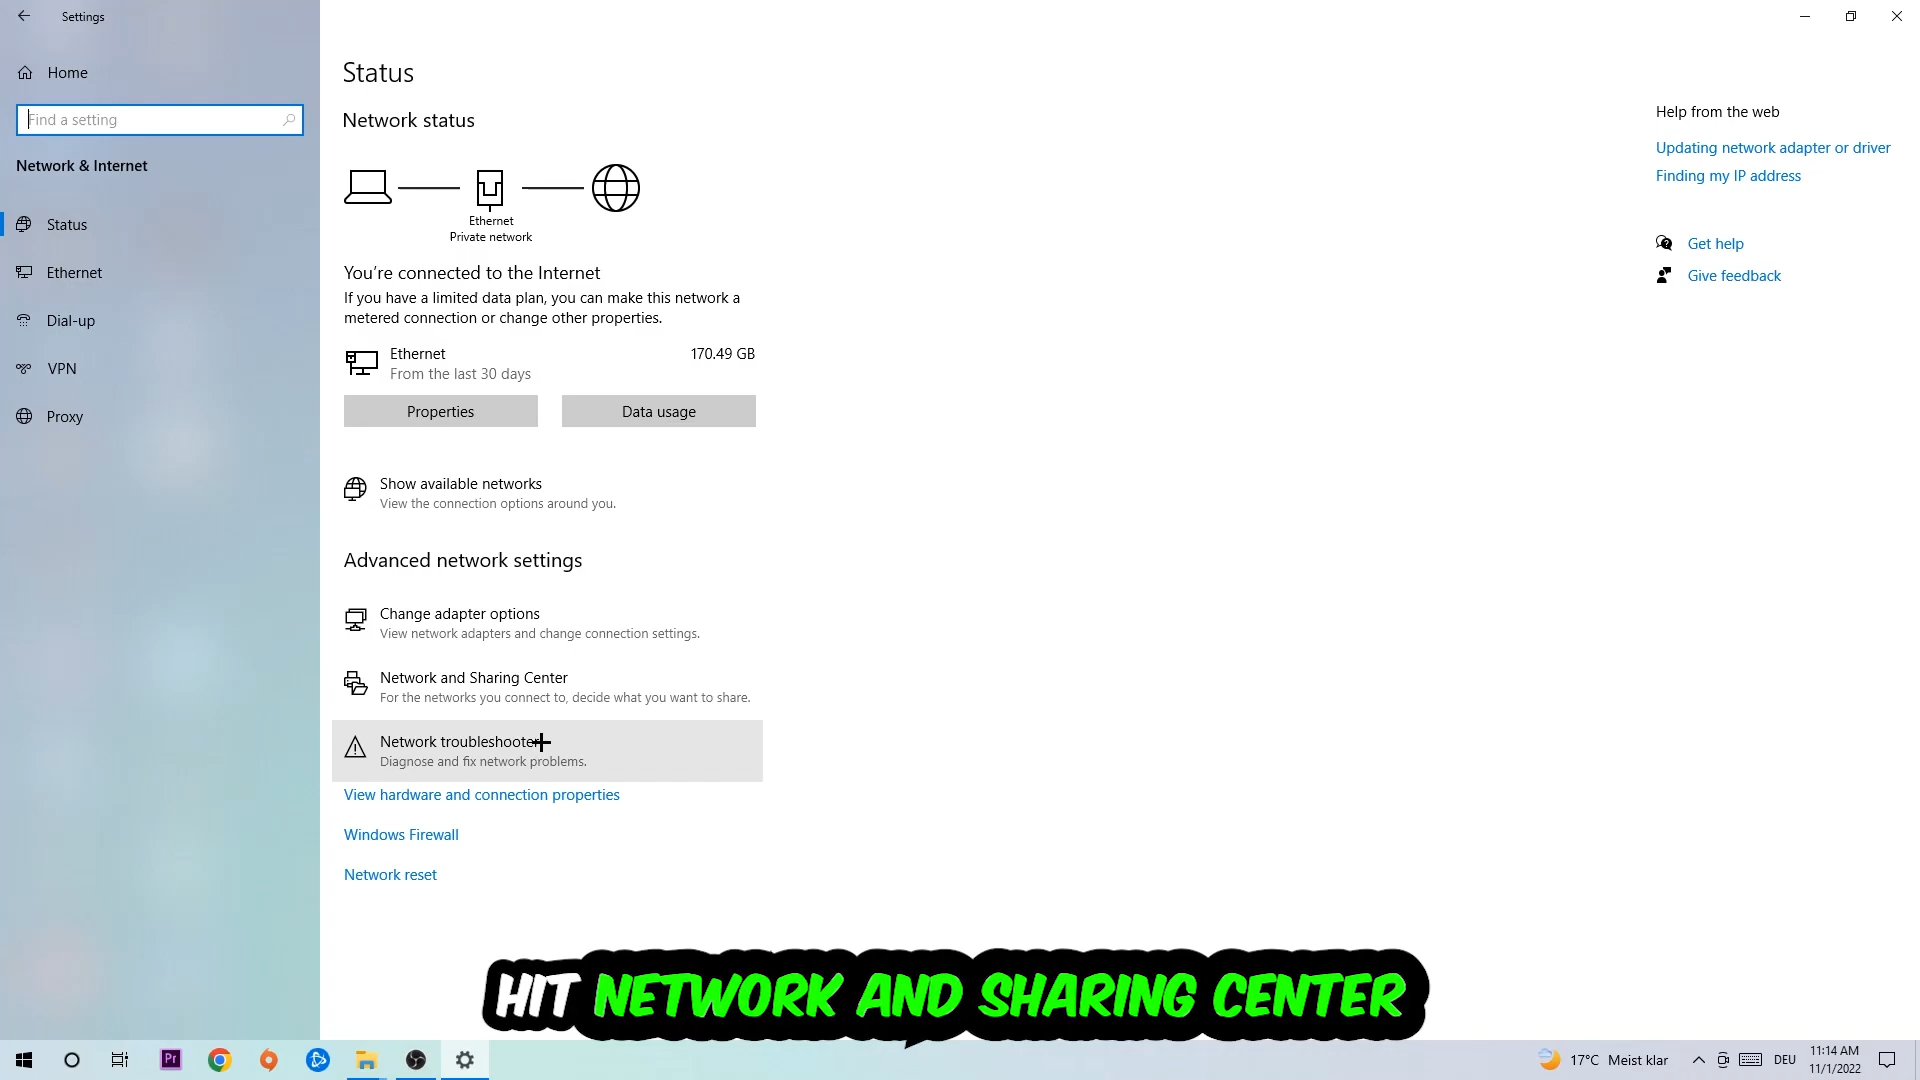 Settings
Home
Find a setting
Network & Internet
Status
Ethernet
Dial-up
VPN
Proxy
Status
Network status
Ethernet
Private network
You're connected to the Internet
If you have a limited data plan, you can make this network a
metered connection or change other properties.
Ethernet
170.49 GB
From the last 30 days
Properties
Data usage
Show available networks
View the connection options around you.
Advanced network settings
Change adapter options
View network adapters and change connection settings.
Network and Sharing Center
For the networks you connect to, decide what you want to share.
Network troubleshooter
Diagnose and fix network problems.
View hardware and connection properties
Windows Firewall
Network reset
Help from the web
Updating network adapter or driver
Finding my IP address
Get help
Give feedback
HIT NETWORK AND SHARING CENTER
Pr
17°C Meist klar
DEU
11:14 AM
11/1/2022